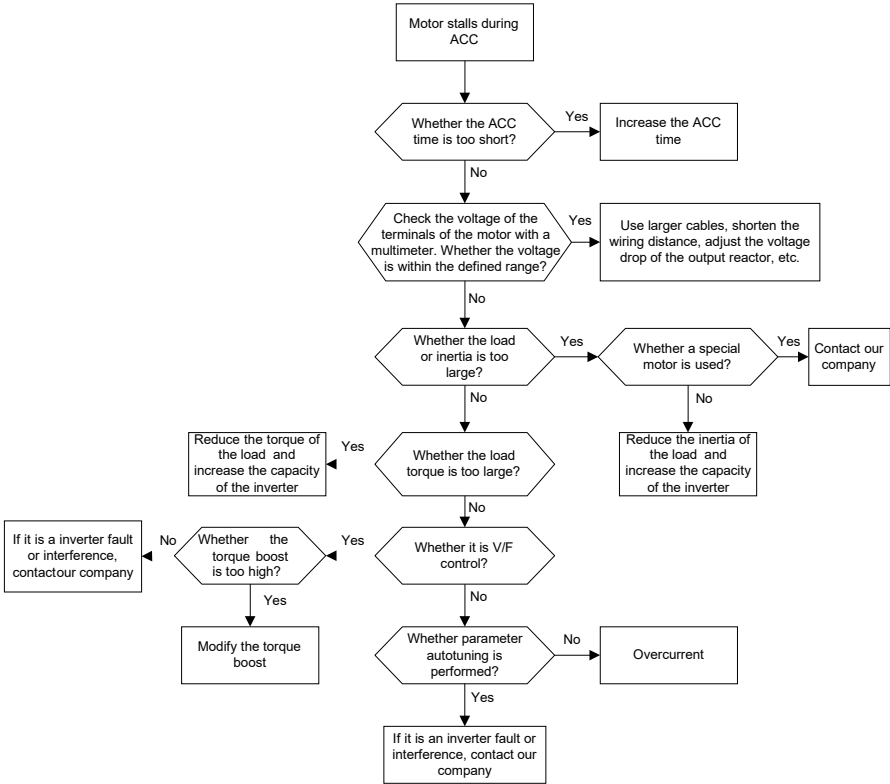 Motor stalls during
ACC
Whether the ACC
time is too short?
Yes
Increase the ACC
time
No
Check the voltage of the
terminals of the motor with a
multimeter. Whether the voltage
is within the defined range?
Yes
Use larger cables, shorten the
wiring distance, adjust the voltage
drop of the output reactor, etc.
No
Whether the load
or inertia is too
large?
Yes
Whether a special
motor is used?
Yes
Contact our
company
No
No
Reduce the torque of
the load and
increase the capacity
of the inverter
Yes
Whether the load
torque is too large?
Reduce the inertia of
the load and
increase the capacity
of the inverter
No
If it is a inverter fault
or interference,
contactour company
No
Whether the
torque boost
is too high?
Yes
Whether it is V/F
control?
Yes
No
Modify the torque
boost
Whether parameter
autotuning is
performed?
No
Overcurrent
Yes
If it is an inverter fault or
interference, contact our
company